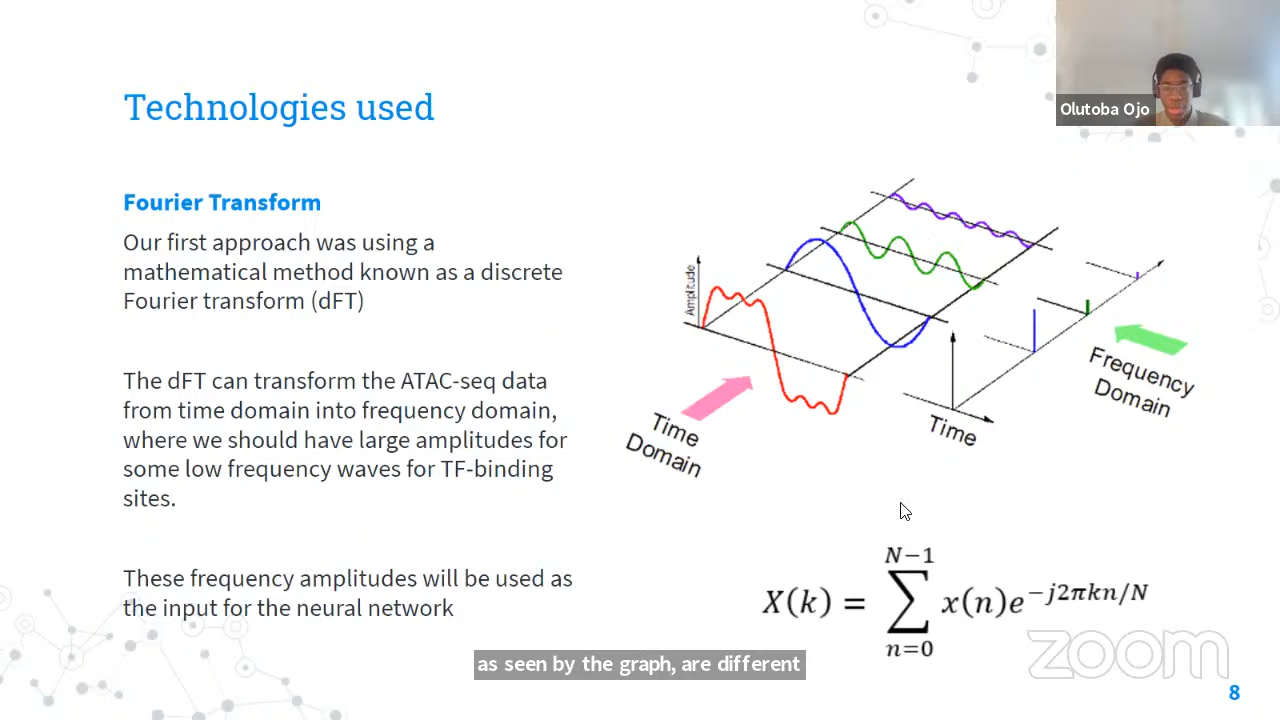 Technologies used
Olutoba Ojo
Fourier Transform
Our first approach was using a
mathematical method known as a discrete
Fourier transform (dFT)
The dFT can transform the ATAC-seq data
from time domain into frequency domain,
where we should have large amplitudes for
some low frequency waves for TF-binding
sites.
These frequency amplitudes will be used as
the input for the neural network
Amplitude
Time
Domain
Time
Frequency
Domain
N−1
X(k) = ∑ x(n)e^{−j2πkn/N}
n=0
as seen by the graph, are different
zoom
8